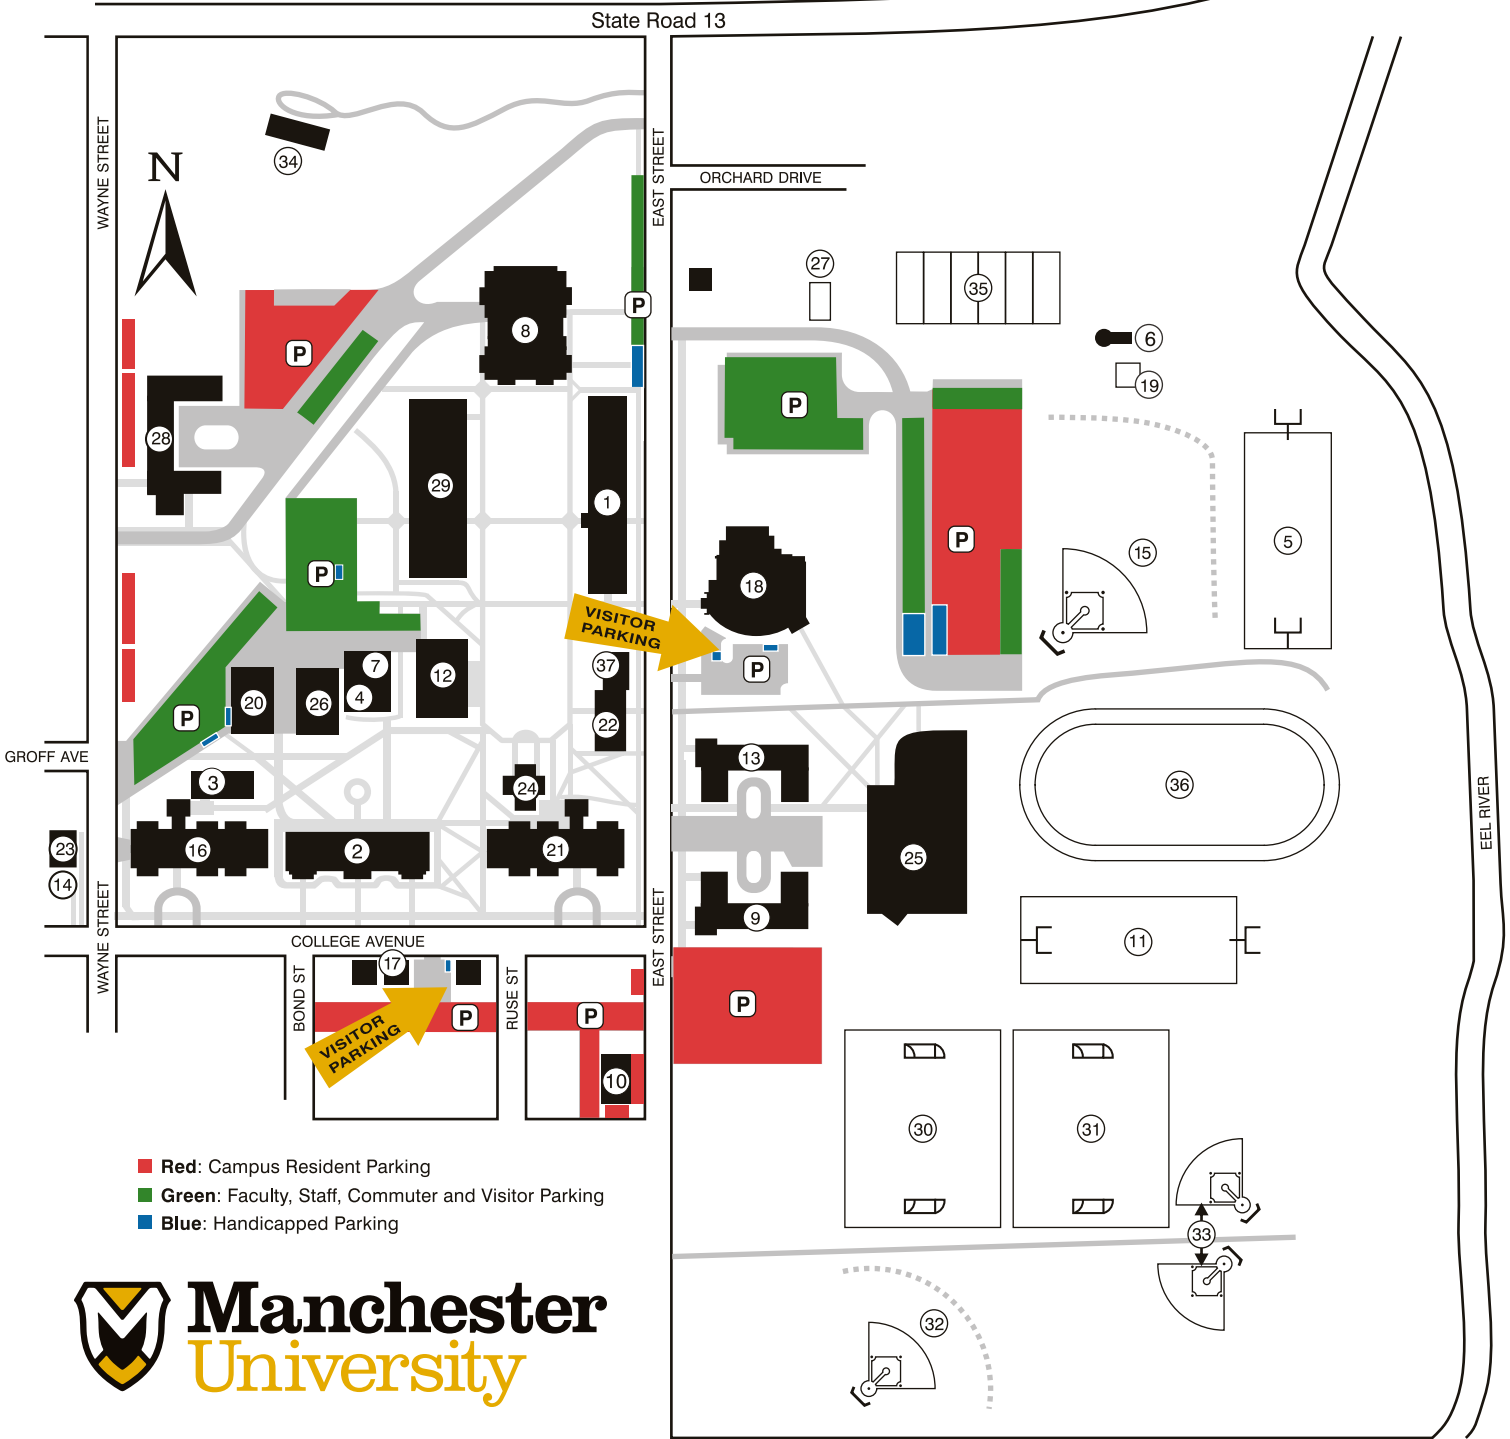 State Road 13
WAYNE STREET
EAST STREET
N
34
ORCHARD DRIVE
27
35
P
8
6
P
19
P
28
29
1
5
P
15
P
18
VISITOR
PARKING
7
37
12
P
4
20
26
P
22
GROFF AVE
13
3
24
36
EEL RIVER
23
16
2
21
25
14
WAYNE STREET
EAST STREET
9
COLLEGE AVENUE
11
17
BOND ST
RUSE ST
P
P
P
VISITOR
PARKING
10
30
31
Red: Campus Resident Parking
Green: Faculty, Staff, Commuter and Visitor Parking
Blue: Handicapped Parking
33
32
Manchester
University